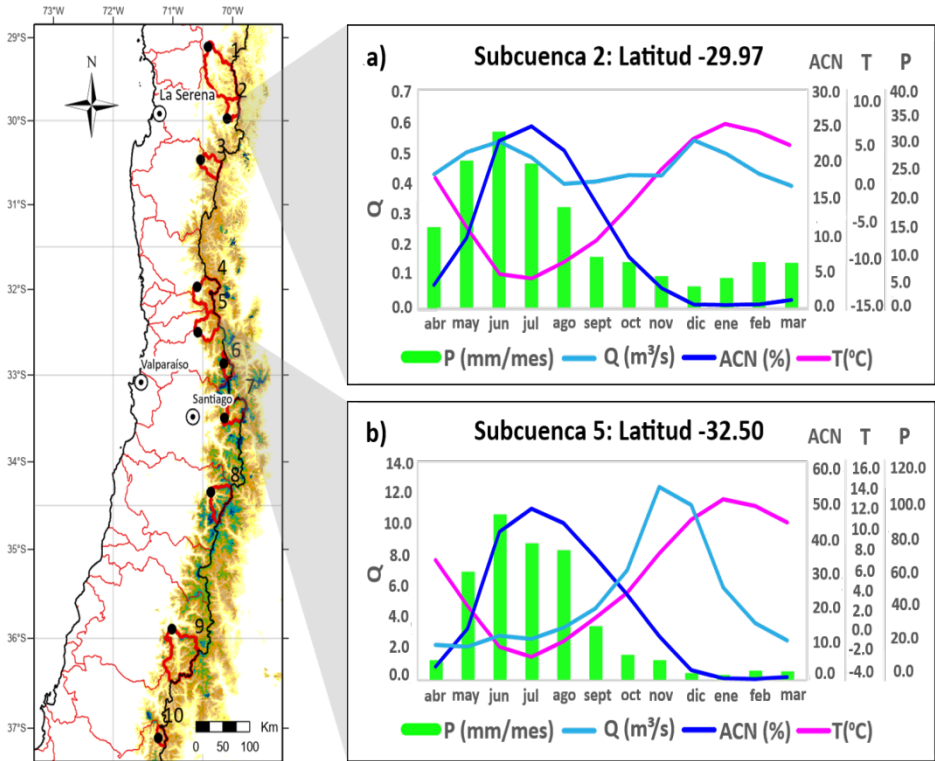 73°W 72°W 71°W 70°W
29°S
30°S
31°S
32°S
33°S
34°S
35°S
36°S
37°S
N
La Serena
Valparaíso
Santiago
1
2
3
4
5
6
7
8
9
10
Km
0 50 100
a)
Subcuenca 2: Latitud -29.97
ACN T P
Q
0.7
0.6
0.5
0.4
0.3
0.2
0.1
0.0
30.0
25.0
20.0
15.0
10.0
5.0
0.0
10.0
5.0
0.0
-5.0
-10.0
-15.0
40.0
35.0
30.0
25.0
20.0
15.0
10.0
5.0
0.0
abr may jun jul ago sept oct nov dic ene feb mar
P (mm/mes) Q (m³/s) ACN (%) T(ºC)
b)
Subcuenca 5: Latitud -32.50
ACN T P
Q
14.0
12.0
10.0
8.0
6.0
4.0
2.0
0.0
60.0
50.0
40.0
30.0
20.0
10.0
0.0
16.0
14.0
12.0
10.0
8.0
6.0
4.0
2.0
0.0
-2.0
-4.0
120.0
100.0
80.0
60.0
40.0
20.0
0.0
abr may jun jul ago sept oct nov dic ene feb mar
P (mm/mes) Q (m³/s) ACN (%) T(ºC)